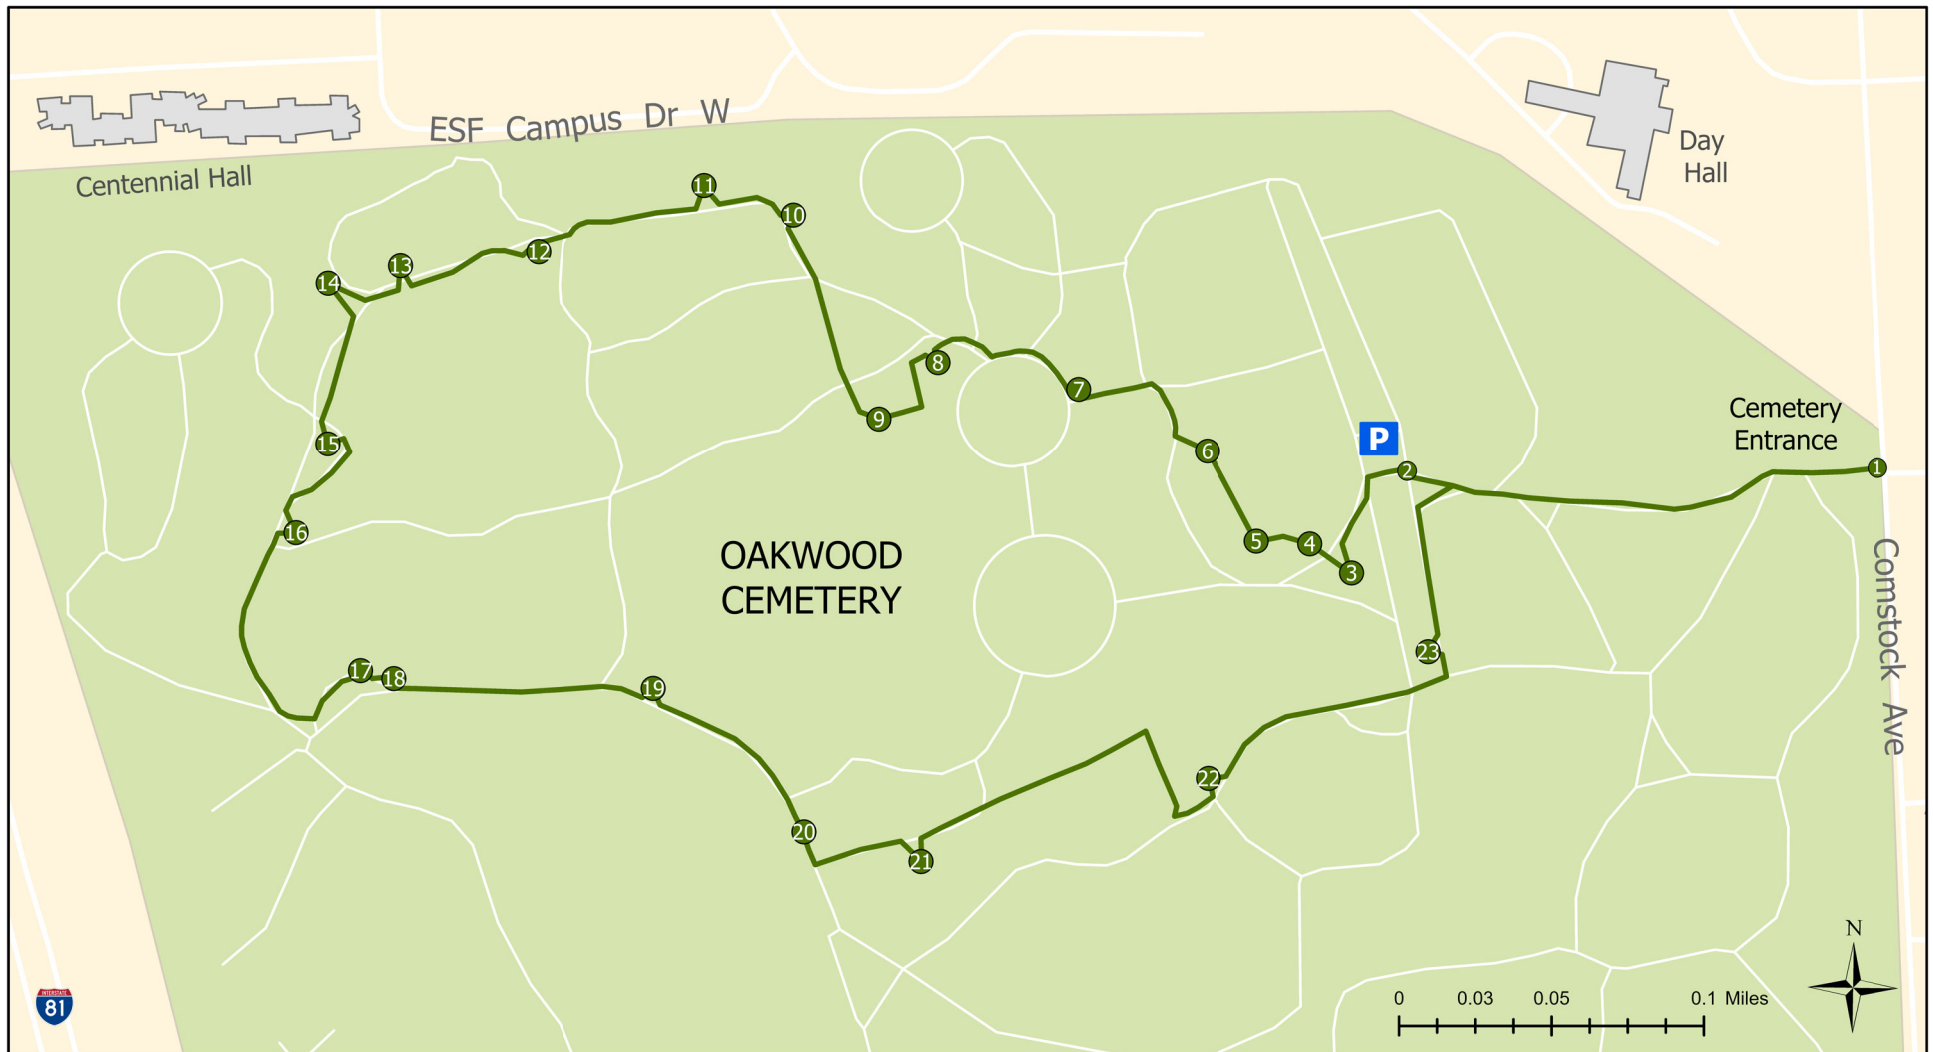 ESF Campus Dr W
Centennial Hall
Day
Hall
11
10
12
13
14
8
7
9
Cemetery
Entrance
P
6
2
1
15
16
5
4
3
OAKWOOD
CEMETERY
Comstock Ave
17
18
19
23
22
20
21
N
INTERSTATE
81
0 0.03 0.05 0.1 Miles